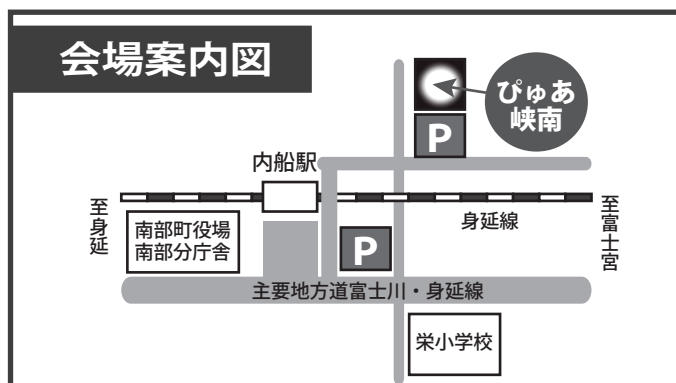 会場案内図
ぴゅあ
峡南
P
内船駅
至身延
身延線
至富士宮
南部町役場
南部分庁舎
P
主要地方道富士川・身延線
栄小学校